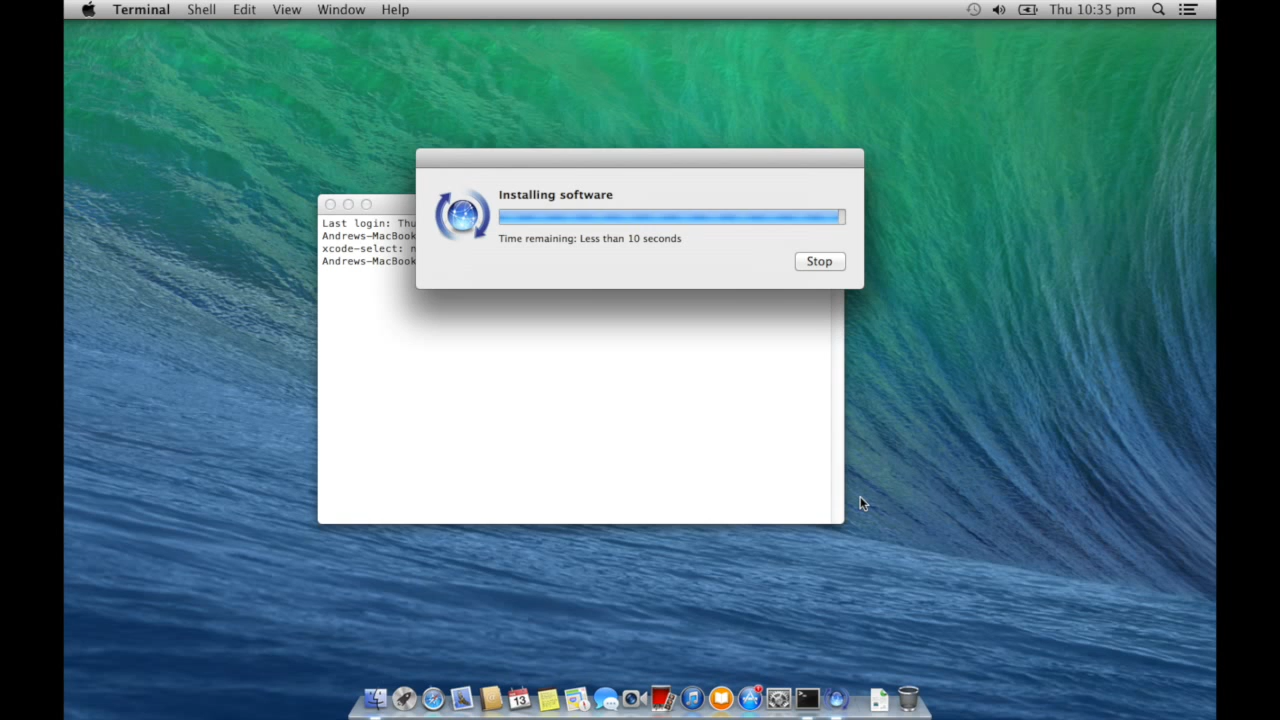 Terminal Shell Edit View Window Help Thu 10:35 pm
Installing software
Time remaining: Less than 10 seconds
Stop
Last login: Thu
Andrews-MacBook
xcode-select: n
Andrews-MacBook
13